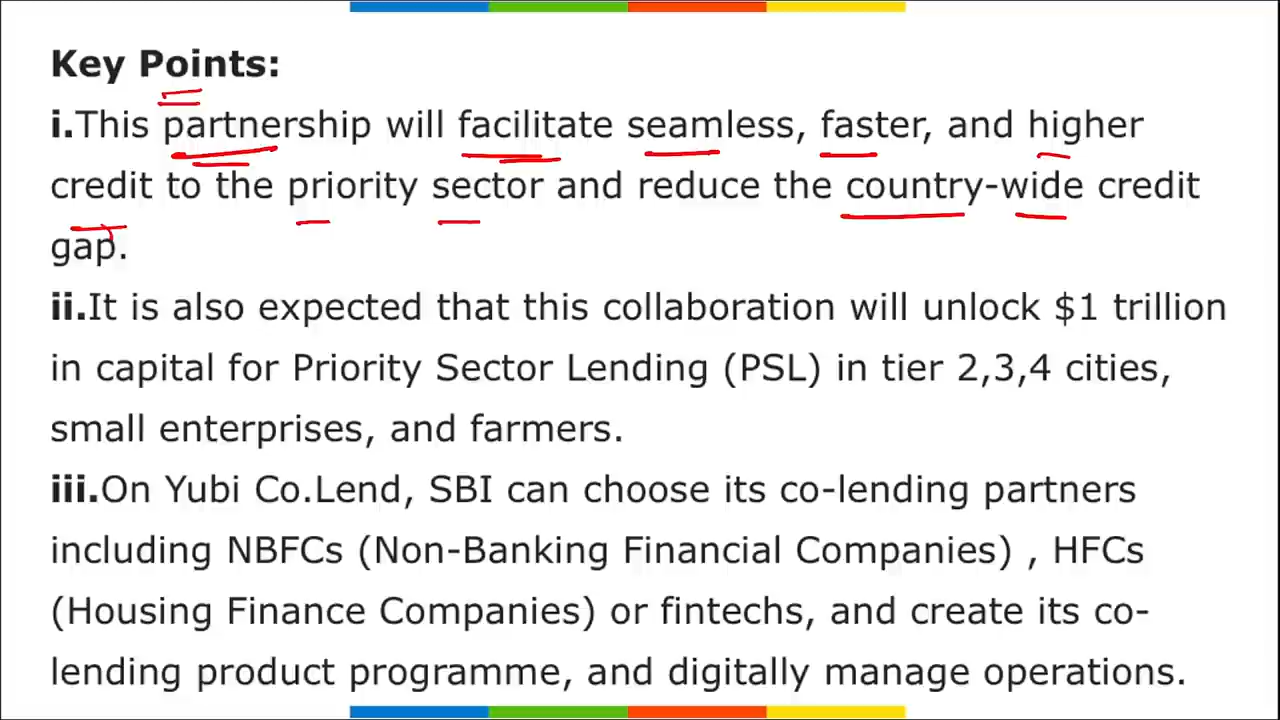 Key Points:
i.This partnership will facilitate seamless, faster, and higher
credit to the priority sector and reduce the country-wide credit
gap.
ii.It is also expected that this collaboration will unlock $1 trillion
in capital for Priority Sector Lending (PSL) in tier 2,3,4 cities,
small enterprises, and farmers.
iii.On Yubi Co.Lend, SBI can choose its co-lending partners
including NBFCs (Non-Banking Financial Companies) , HFCs
(Housing Finance Companies) or fintechs, and create its co-
lending product programme, and digitally manage operations.